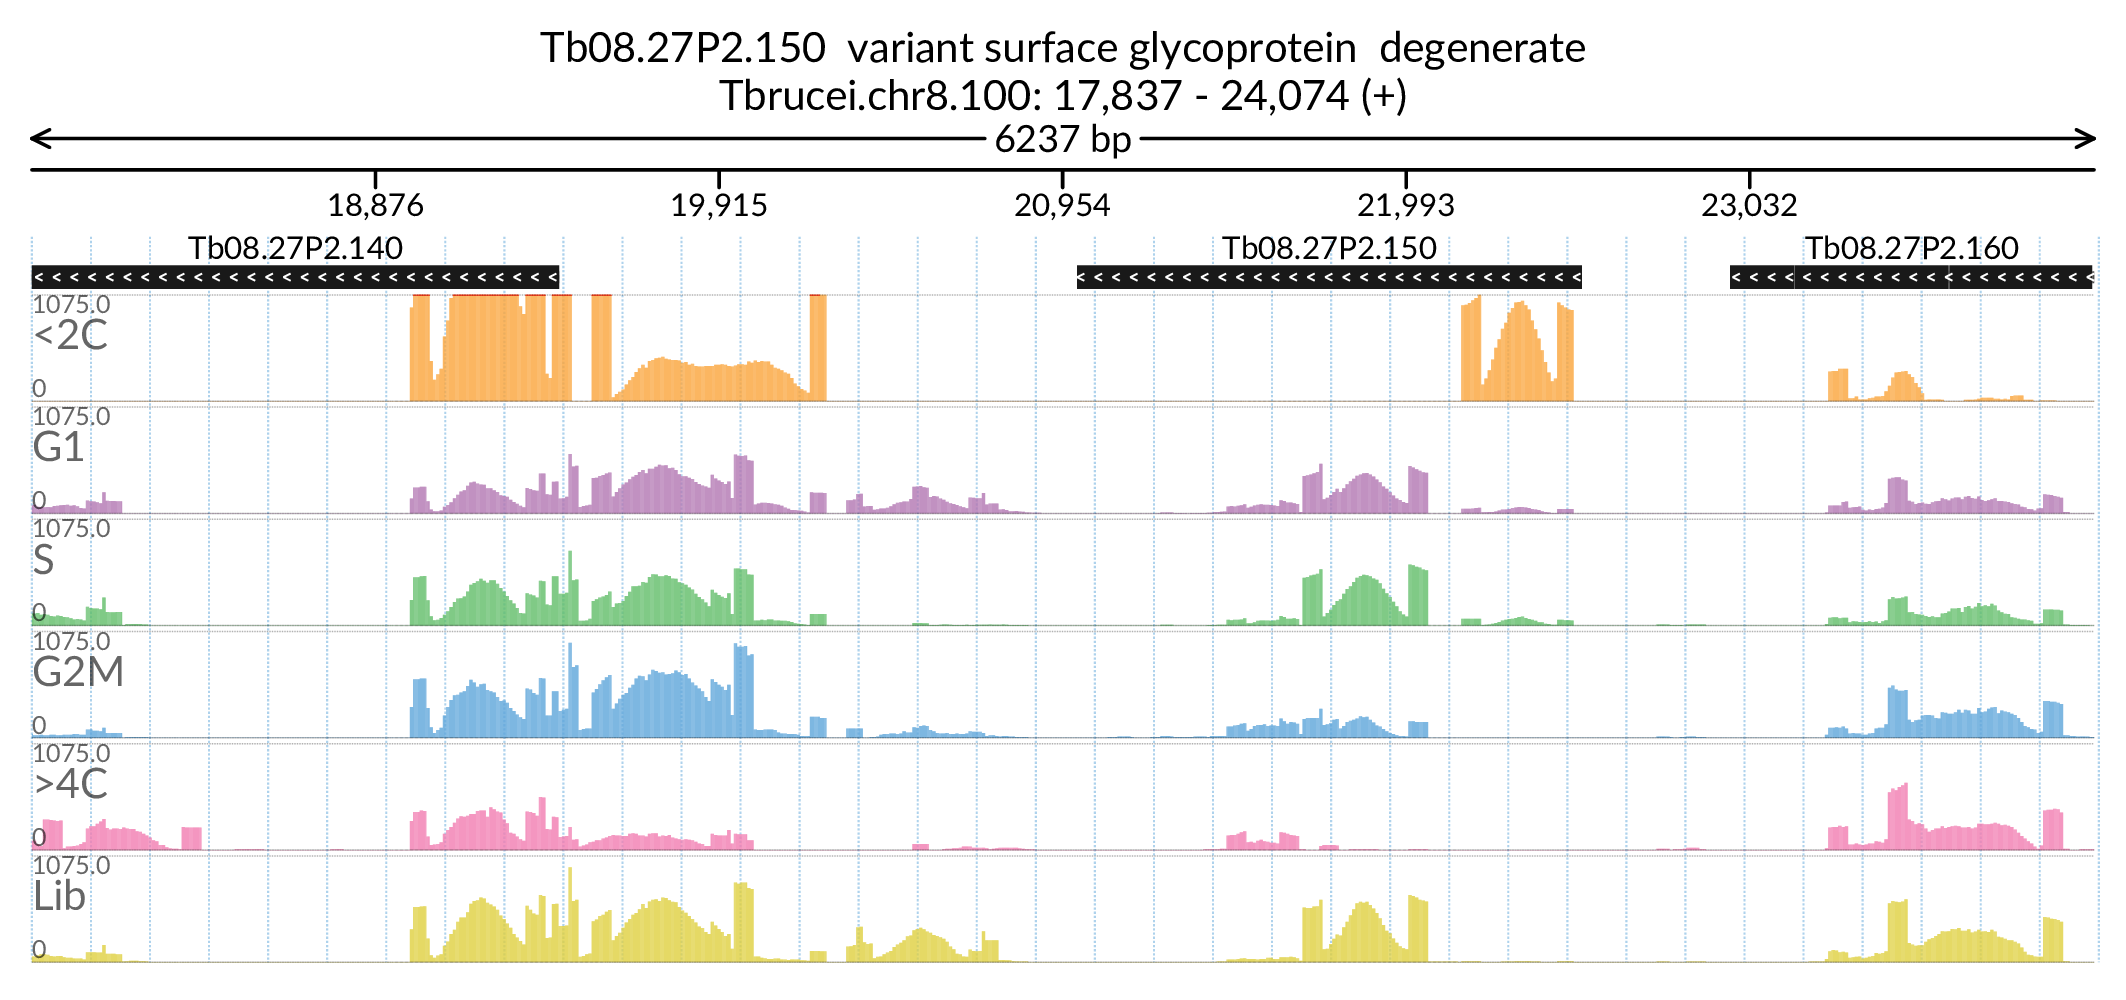 Tb08.27P2.150 variant surface glycoprotein degenerate
Tbrucei.chr8.100: 17,837 - 24,074 (+)
6237 bp
18,876 19,915 20,954 21,993 23,032
Tb08.27P2.140 Tb08.27P2.150 Tb08.27P2.160
1075.0
<2C
0
1075.0
G1
0
1075.0
S
0
1075.0
G2M
0
1075.0
>4C
0
1075.0
Lib
0